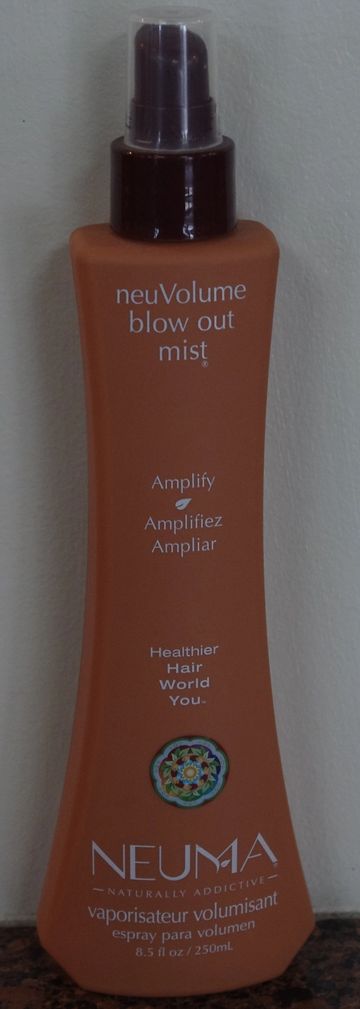 neuVolume
blow out
mist®
Amplify
Amplifiez
Ampliar
Healthier
Hair
World
You™
NEUMA®
NATURALLY ADDICTIVE
vaporisateur volumisant
espray para volumen
8.5 fl oz / 250mL